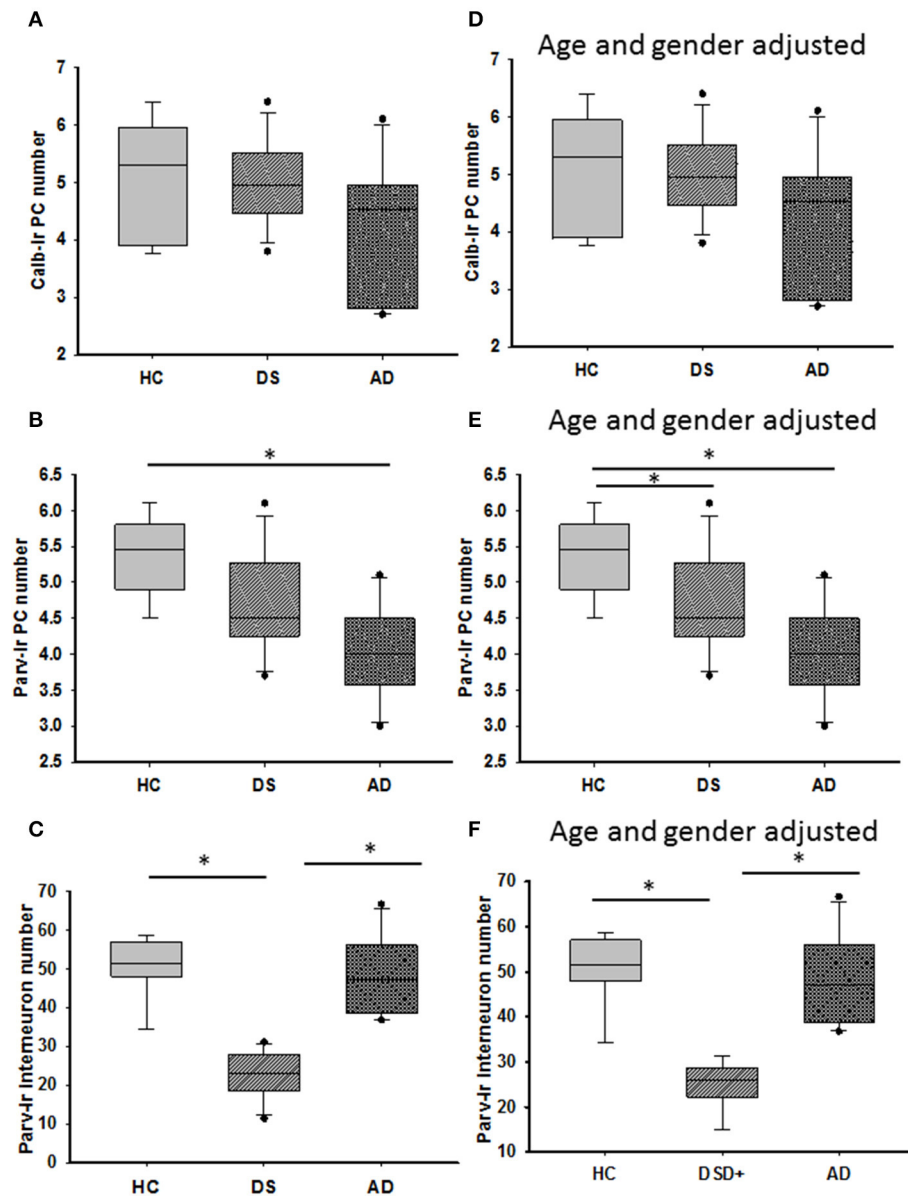 A
7
6
5
4
3
2
Calb-Ir PC number
HC DS AD
D
Age and gender adjusted
7
6
5
4
3
2
Calb-Ir PC number
HC DS AD
B
*
6.5
6.0
5.5
5.0
4.5
4.0
3.5
3.0
2.5
Parv-Ir PC number
HC DS AD
E
Age and gender adjusted
*
*
6.5
6.0
5.5
5.0
4.5
4.0
3.5
3.0
2.5
Parv-Ir PC number
HC DS AD
C
*
*
70
60
50
40
30
20
10
0
Parv-Ir Interneuron number
HC DS AD
F
Age and gender adjusted
*
*
70
60
50
40
30
20
10
Parv-Ir Interneuron number
HC DSD+ AD